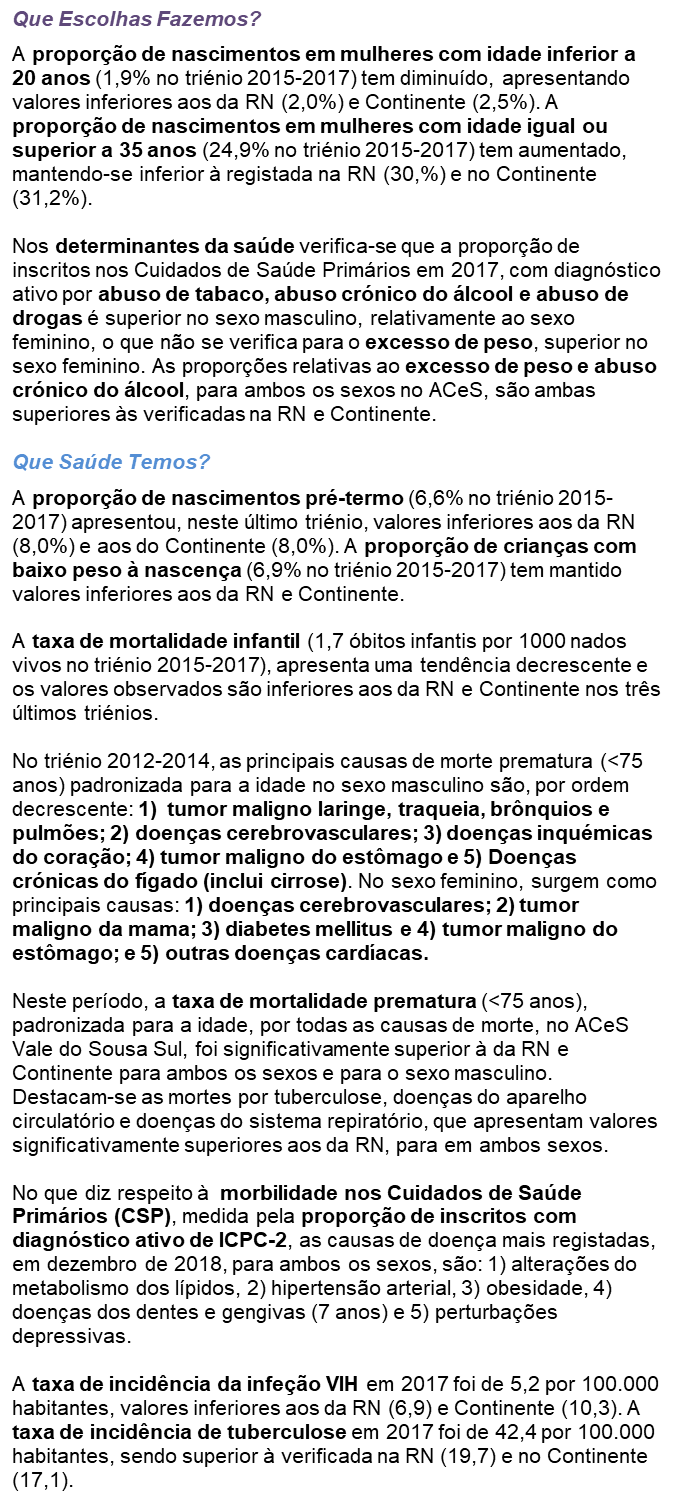 Que Escolhas Fazemos?
A proporção de nascimentos em mulheres com idade inferior a
20 anos (1,9% no triénio 2015-2017) tem diminuído, apresentando
valores inferiores aos da RN (2,0%) e Continente (2,5%). A
proporção de nascimentos em mulheres com idade igual ou
superior a 35 anos (24,9% no triénio 2015-2017) tem aumentado,
mantendo-se inferior à registada na RN (30,%) e no Continente
(31,2%).
Nos determinantes da saúde verifica-se que a proporção de
inscritos nos Cuidados de Saúde Primários em 2017, com diagnóstico
ativo por abuso de tabaco, abuso crónico do álcool e abuso de
drogas é superior no sexo masculino, relativamente ao sexo
feminino, o que não se verifica para o excesso de peso, superior no
sexo feminino. As proporções relativas ao excesso de peso e abuso
crónico do álcool, para ambos os sexos no ACeS, são ambas
superiores às verificadas na RN e Continente.
Que Saúde Temos?
A proporção de nascimentos pré-termo (6,6% no triénio 2015-
2017) apresentou, neste último triénio, valores inferiores aos da RN
(8,0%) e aos do Continente (8,0%). A proporção de crianças com
baixo peso à nascença (6,9% no triénio 2015-2017) tem mantido
valores inferiores aos da RN e Continente.
A taxa de mortalidade infantil (1,7 óbitos infantis por 1000 nados
vivos no triénio 2015-2017), apresenta uma tendência decrescente e
os valores observados são inferiores aos da RN e Continente nos três
últimos triénios.
No triénio 2012-2014, as principais causas de morte prematura (<75
anos) padronizada para a idade no sexo masculino são, por ordem
decrescente: 1) tumor maligno laringe, traqueia, brônquios e
pulmões; 2) doenças cerebrovasculares; 3) doenças inquémicas
do coração; 4) tumor maligno do estômago e 5) Doenças
crónicas do fígado (inclui cirrose). No sexo feminino, surgem como
principais causas: 1) doenças cerebrovasculares; 2) tumor
maligno da mama; 3) diabetes mellitus e 4) tumor maligno do
estômago; e 5) outras doenças cardíacas.
Neste período, a taxa de mortalidade prematura (<75 anos),
padronizada para a idade, por todas as causas de morte, no ACeS
Vale do Sousa Sul, foi significativamente superior à da RN e
Continente para ambos os sexos e para o sexo masculino.
Destacam-se as mortes por tuberculose, doenças do aparelho
circulatório e doenças do sistema repiratório, que apresentam valores
significativamente superiores aos da RN, para em ambos sexos.
No que diz respeito à morbilidade nos Cuidados de Saúde
Primários (CSP), medida pela proporção de inscritos com
diagnóstico ativo de ICPC-2, as causas de doença mais registadas,
em dezembro de 2018, para ambos os sexos, são: 1) alterações do
metabolismo dos lípidos, 2) hipertensão arterial, 3) obesidade, 4)
doenças dos dentes e gengivas (7 anos) e 5) perturbações
depressivas.
A taxa de incidência da infeção VIH em 2017 foi de 5,2 por 100.000
habitantes, valores inferiores aos da RN (6,9) e Continente (10,3). A
taxa de incidência de tuberculose em 2017 foi de 42,4 por 100.000
habitantes, sendo superior à verificada na RN (19,7) e no Continente
(17,1).